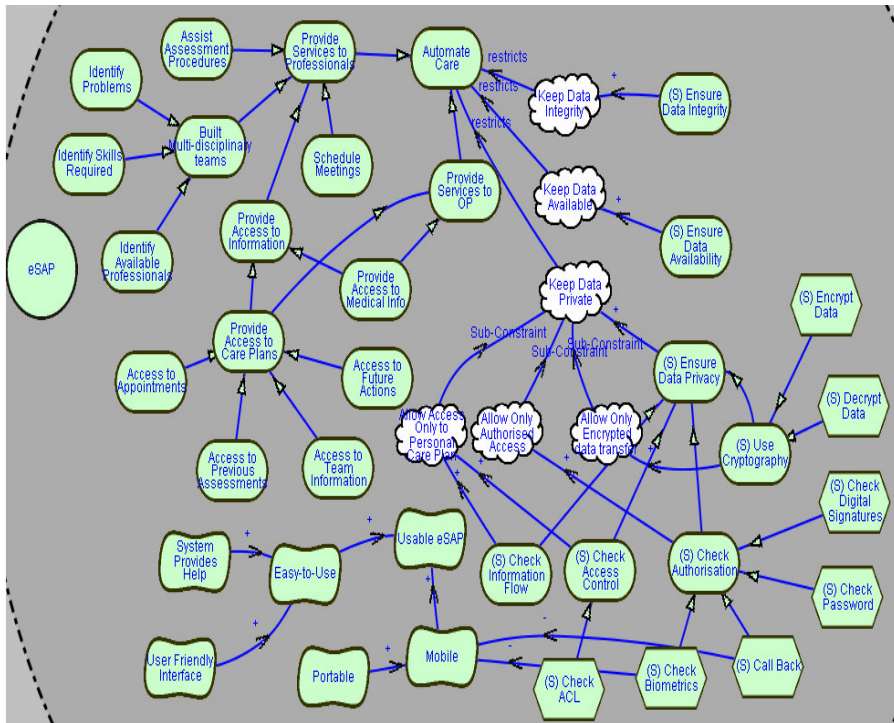 Assist
Assessment
Procedures
Provide
Services to
Professionals
Automate
Care
restricts
restricts
restricts
Identify
Problems
Keep Data
Integrity
+
(S) Ensure
Data Integrity
Built
Multi-disciplinary
teams
Identify Skills
Required
Schedule
Meetings
Provide
Services to
OP
Keep Data
Available
+
(S) Ensure
Data
Availability
eSAP
Identify
Available
Professionals
Provide
Access to
Information
Provide
Access to
Medical Info
Keep Data
Private
+
(S) Encrypt
Data
Provide
Access to
Care Plans
Sub-Constraint
Sub-Constraint
Sub-Constraint
(S) Ensure
Data Privacy
Access to
Appointments
Access to
Future
Actions
(S) Decrypt
Data
Allow Access
Only to
Personal
Care Plan
Allow Only
Authorised
Access
Allow Only
Encrypted
data transfer
+
+
(S) Use
Cryptography
Access to
Previous
Assessments
Access to
Team
Information
+
+
+
(S) Check
Digital
Signatures
System
Provides
Help
+
Easy-to-Use
+
Usable eSAP
(S) Check
Information
Flow
(S) Check
Access
Control
(S) Check
Authorisation
(S) Check
Password
+
+
User Friendly
Interface
Portable
+
Mobile
-
-
(S) Check
ACL
(S) Check
Biometrics
(S) Call Back